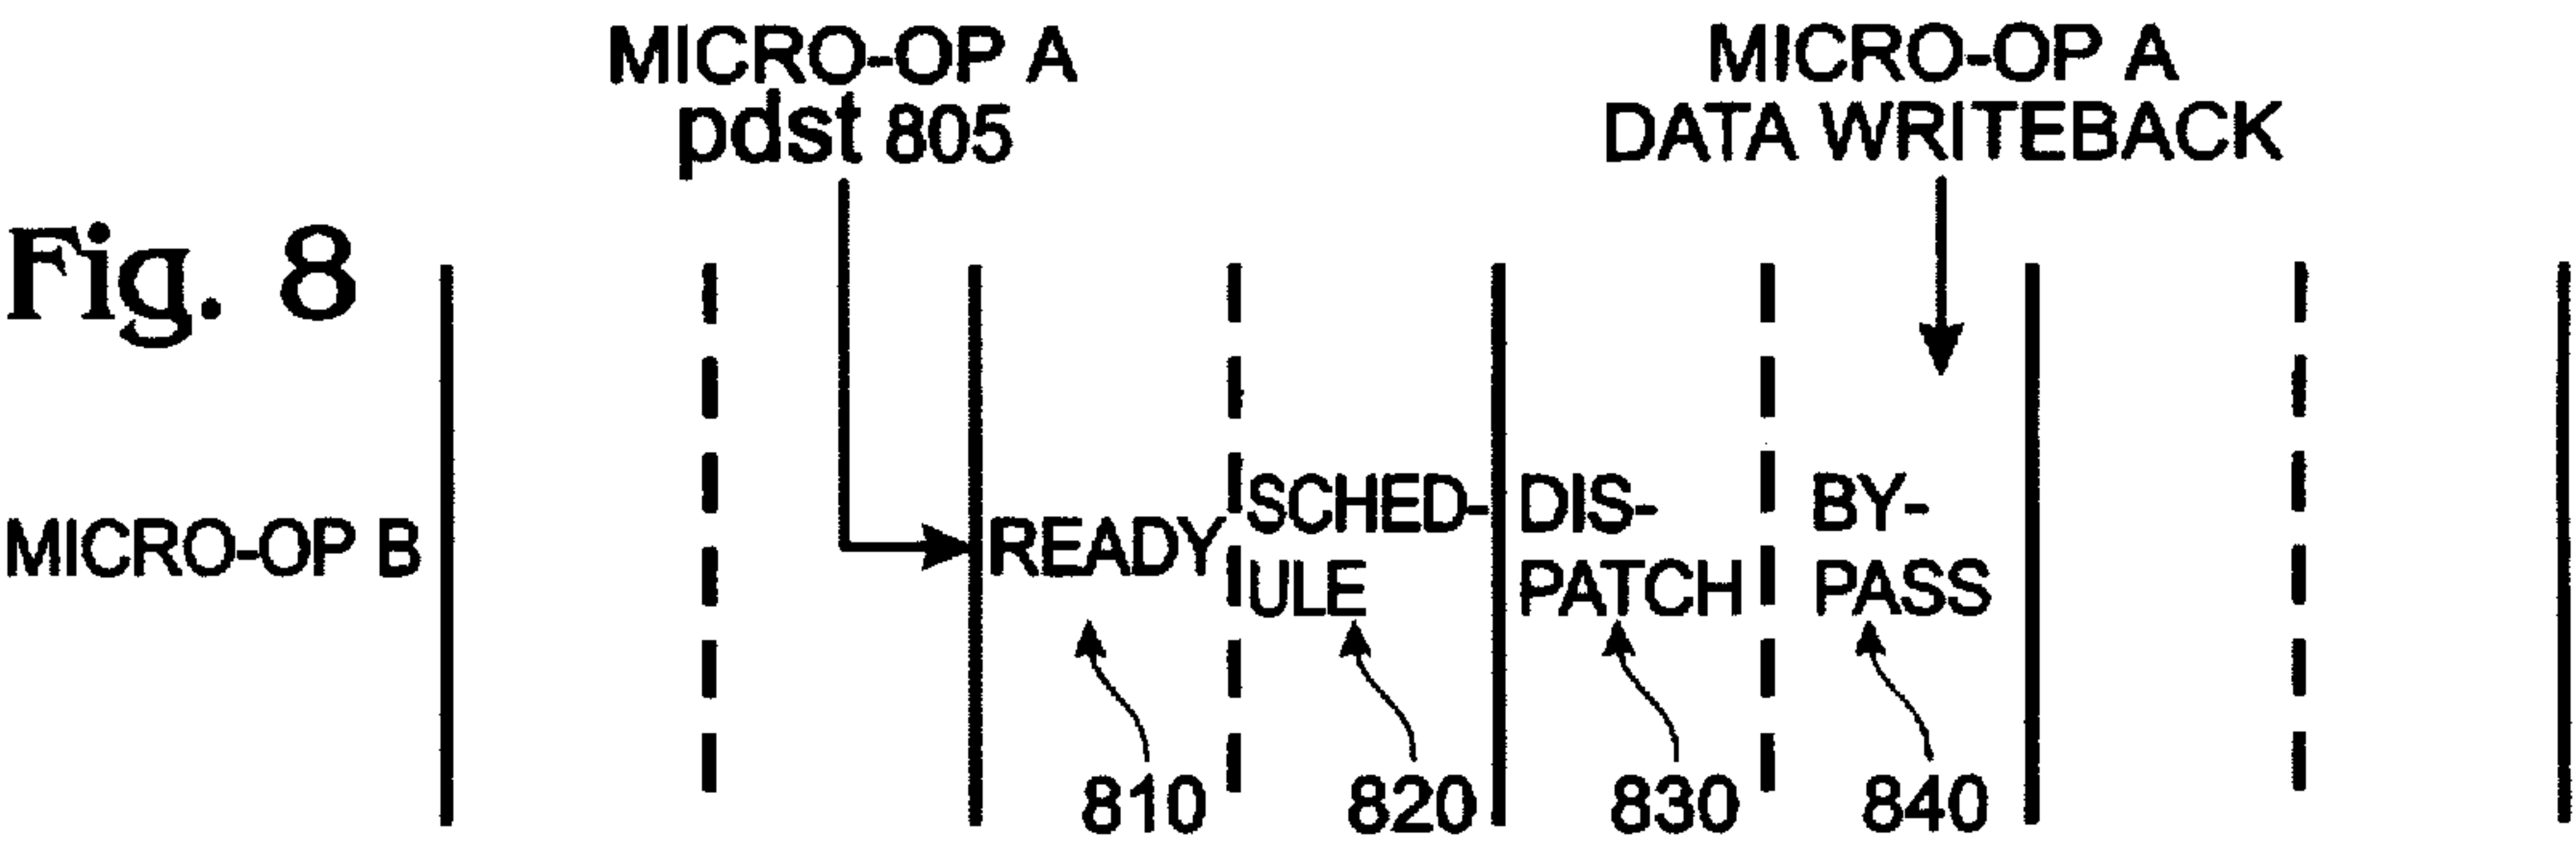 MICRO-OP A
pdst 805
MICRO-OP A
DATA WRITEBACK
Fig. 8
MICRO-OP B
READY
SCHED-
ULE
DIS-
PATCH
BY-
PASS
810
820
830
840